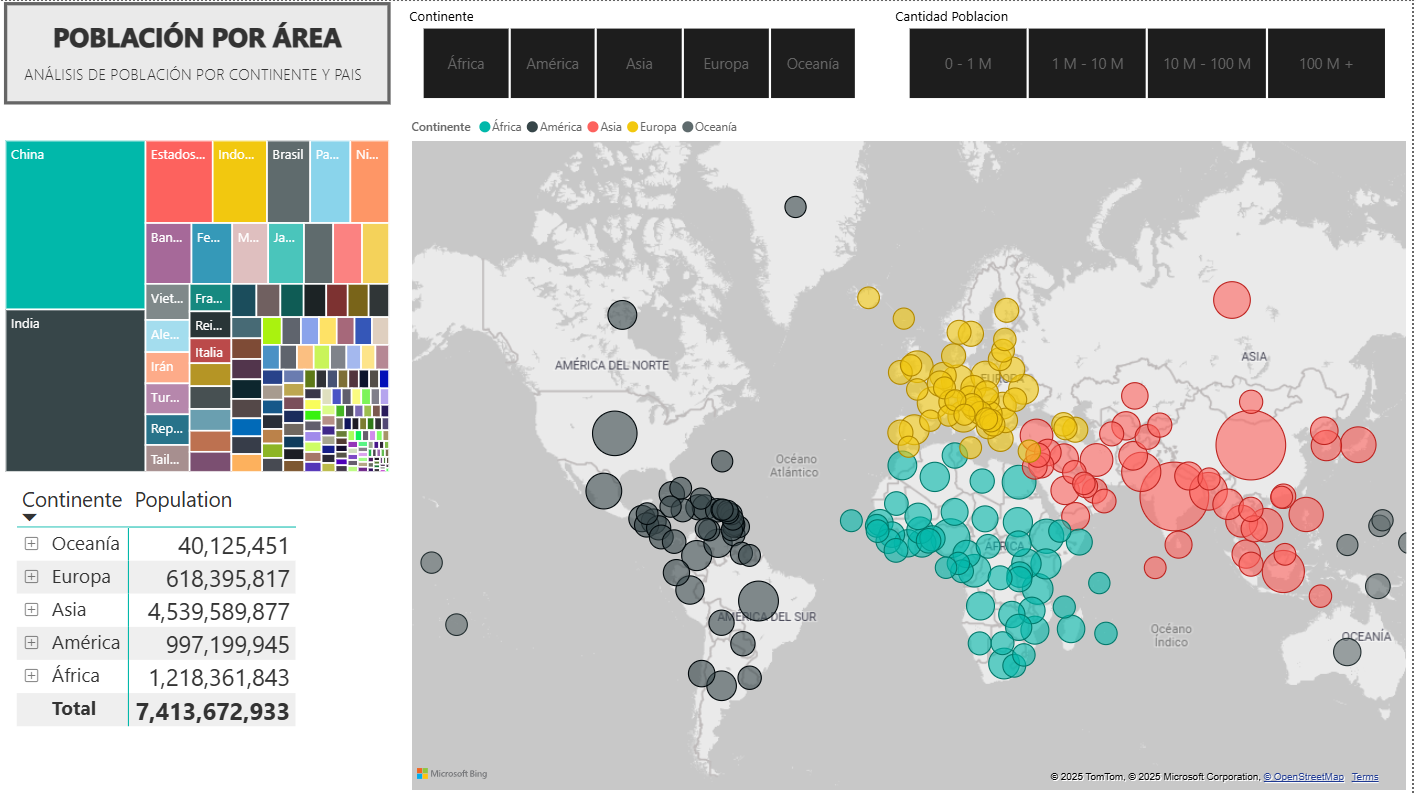 POBLACIÓN POR ÁREA
ANÁLISIS DE POBLACIÓN POR CONTINENTE Y PAIS
Continente
África
América
Asia
Europa
Oceanía
Cantidad Poblacion
0 - 1 M
1 M - 10 M
10 M - 100 M
100 M +
Continente África América Asia Europa Oceanía
China
Estados...
Indo...
Brasil
Pa...
Ni...
Ban...
Fe...
M...
Ja...
India
Viet...
Fra...
Ale...
Rei...
Irán
Italia
Tur...
Rep...
Tail...
AMÉRICA DEL NORTE
EUROPA
ASIA
Océano
Atlántico
ÁFRICA
AMÉRICA DEL SUR
Océano
Índico
OCEANÍA
Continente Population
Oceanía 40,125,451
Europa 618,395,817
Asia 4,539,589,877
América 997,199,945
África 1,218,361,843
Total 7,413,672,933
Microsoft Bing
© 2025 TomTom, © 2025 Microsoft Corporation, © OpenStreetMap Terms